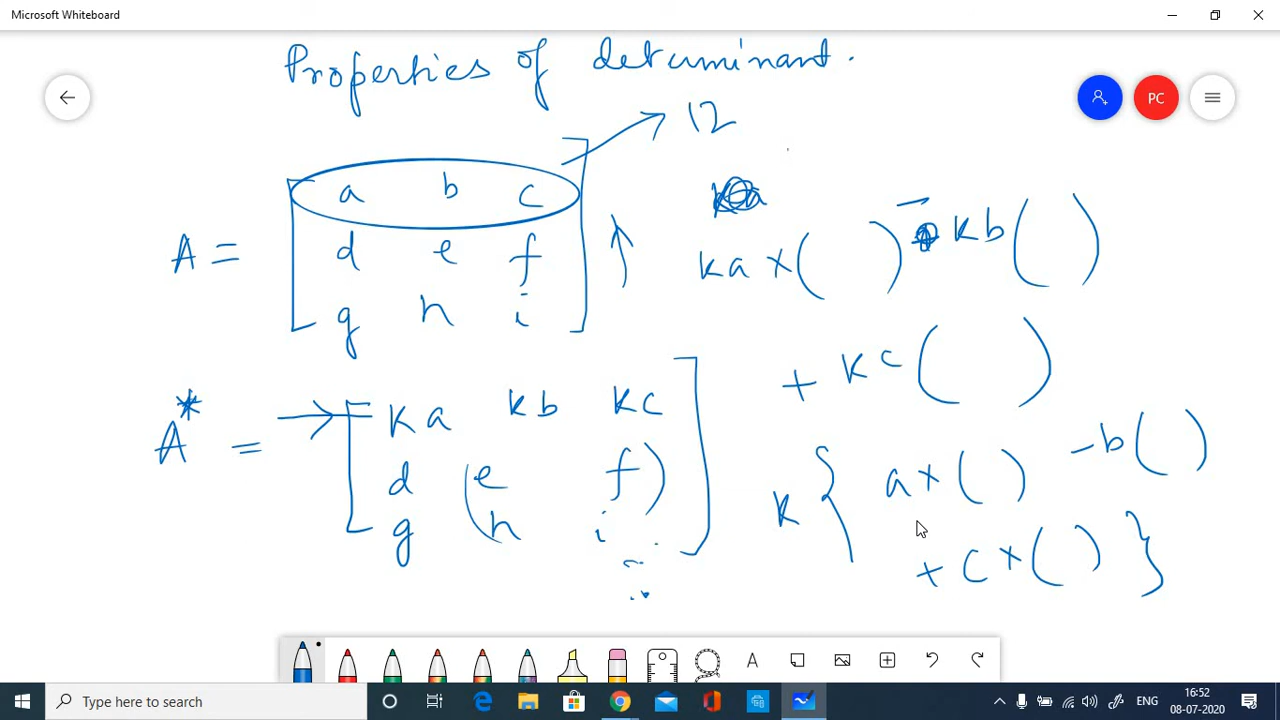 Microsoft Whiteboard
Properties of determinant.
12
PC
A = [ a b c
d e f
g h i ]
ka × ( ) - kb ( )
+ kc ( )
A* = [ ka kb kc
d (e f)
g (h i ]
k { a × ( ) - b ( )
+ c × ( ) }
A
Type here to search
ENG
16:52
08-07-2020